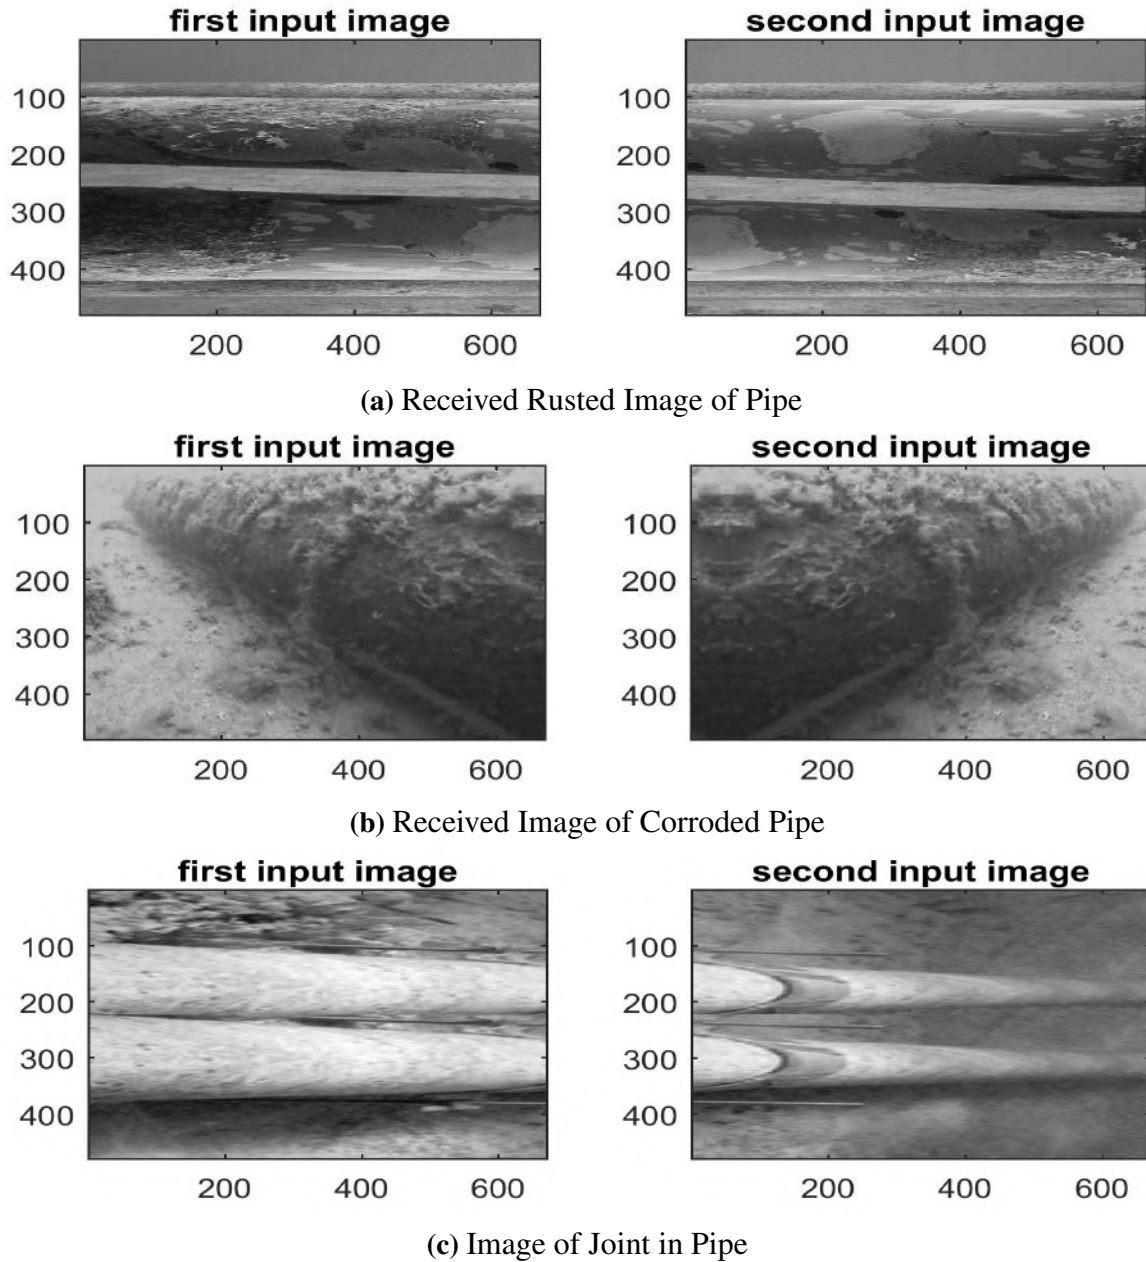 first input image
second input image
100
200
300
400
200 400 600
100
200
300
400
200 400 600
(a) Received Rusted Image of Pipe
first input image
second input image
100
200
300
400
200 400 600
100
200
300
400
200 400 600
(b) Received Image of Corroded Pipe
first input image
second input image
100
200
300
400
200 400 600
100
200
300
400
200 400 600
(c) Image of Joint in Pipe